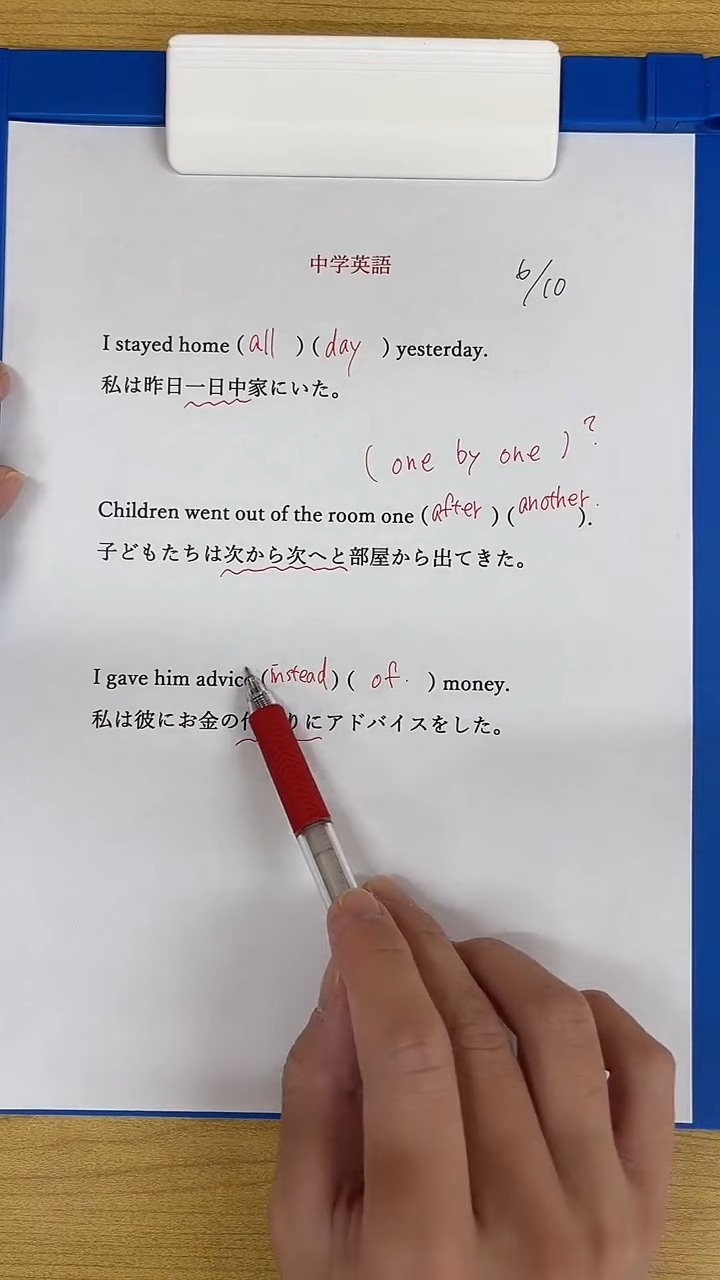 中学英語
6/10
I stayed home (all)(day) yesterday.
私は昨日一日中家にいた。
(one by one)?
Children went out of the room one (after)(another).
子どもたちは次から次へと部屋から出てきた。
I gave him advice (instead)(of) money.
私は彼にお金の代わりにアドバイスをした。